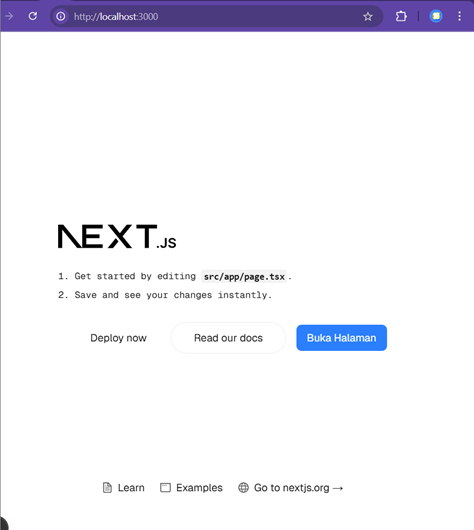 http://localhost:3000
NEXT.JS
1. Get started by editing src/app/page.tsx.
2. Save and see your changes instantly.
Deploy now
Read our docs
Buka Halaman
Learn
Examples
Go to nextjs.org →